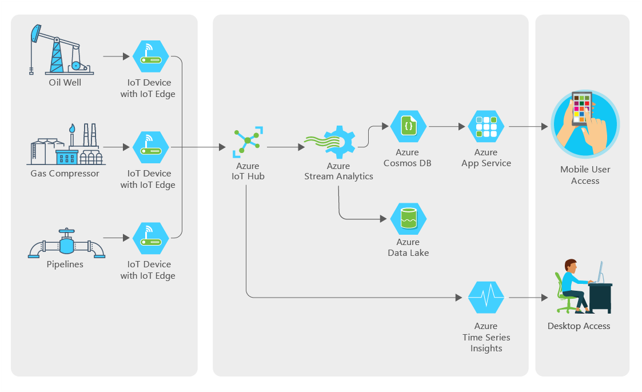 Oil Well
IoT Device
with IoT Edge
Gas Compressor
IoT Device
with IoT Edge
Pipelines
IoT Device
with IoT Edge
Azure
IoT Hub
Azure
Stream Analytics
Azure
Cosmos DB
Azure
App Service
Azure
Data Lake
Azure
Time Series
Insights
Mobile User
Access
Desktop Access